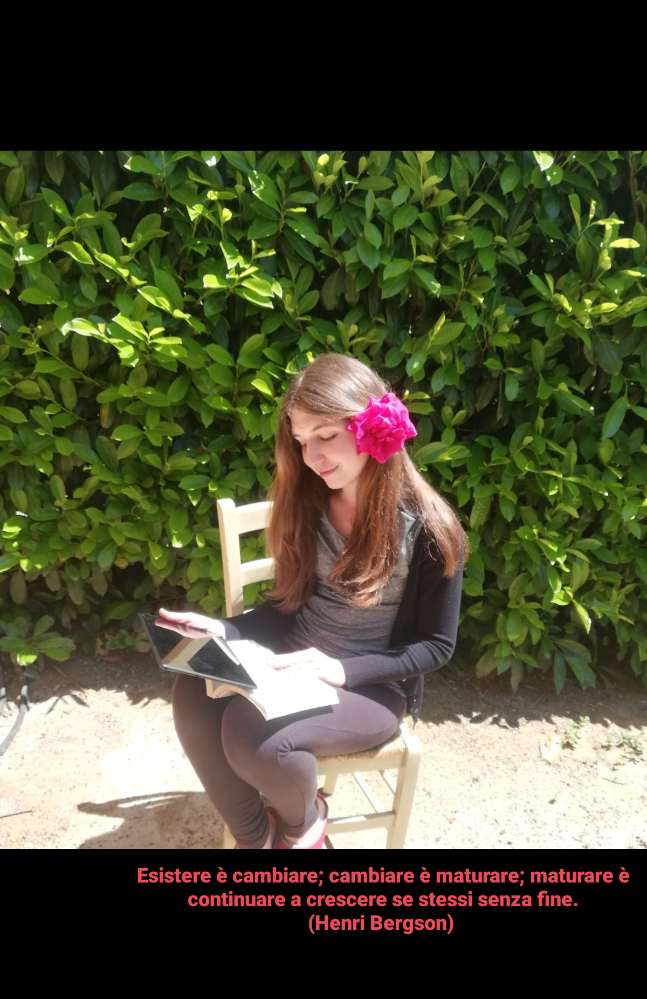 Esistere è cambiare; cambiare è maturare; maturare è
continuare a crescere se stessi senza fine.
(Henri Bergson)